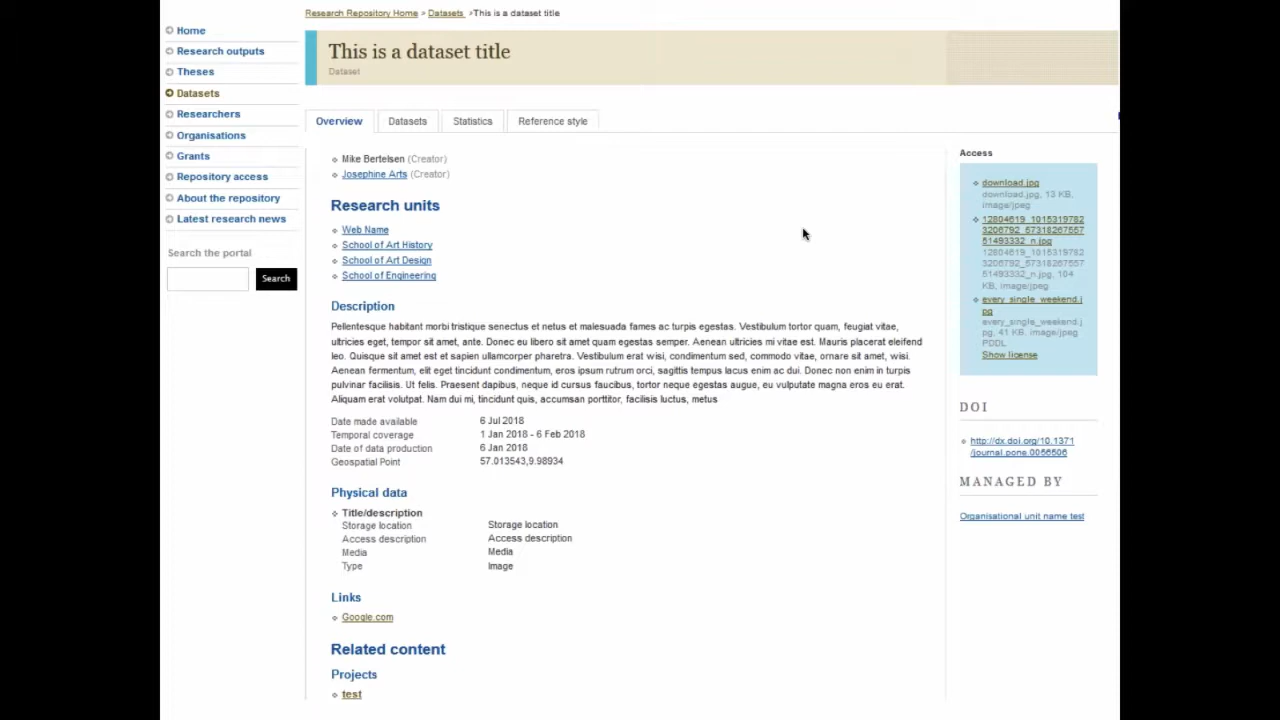 Research Repository Home > Datasets >This is a dataset title
Home
Research outputs
Theses
Datasets
Researchers
Organisations
Grants
Repository access
About the repository
Latest research news
Search the portal
Search
This is a dataset title
Dataset
Overview
Datasets
Statistics
Reference style
Mike Bertelsen (Creator)
Josephine Arts (Creator)
Research units
Web Name
School of Art History
School of Art Design
School of Engineering
Description
Pellentesque habitant morbi tristique senectus et netus et malesuada fames ac turpis egestas. Vestibulum tortor quam, feugiat vitae,
ultricies eget, tempor sit amet, ante. Donec eu libero sit amet quam egestas semper. Aenean ultricies mi vitae est. Mauris placerat eleifend
leo. Quisque sit amet est et sapien ullamcorper pharetra. Vestibulum erat wisi, condimentum sed, commodo vitae, ornare sit amet, wisi.
Aenean fermentum, elit eget tincidunt condimentum, eros ipsum rutrum orci, sagittis tempus lacus enim ac dui. Donec non enim in turpis
pulvinar facilisis. Ut felis. Praesent dapibus, neque id cursus faucibus, tortor neque egestas augue, eu vulputate magna eros eu erat.
Aliquam erat volutpat. Nam dui mi, tincidunt quis, accumsan porttitor, facilisis luctus, metus
Date made available 6 Jul 2018
Temporal coverage 1 Jan 2018 - 6 Feb 2018
Date of data production 6 Jan 2018
Geospatial Point 57.013543,9.98934
Physical data
Title/description
Storage location Storage location
Access description Access description
Media Media
Type Image
Links
Google.com
Related content
Projects
test
Access
download.jpg
download.jpg, 13 KB,
image/jpeg
12804619_1015319782
3206792_57318267557
51493332_n.jpg
12804619_1015319782
3206792_57318267557
51493332_n.jpg, 104
KB, image/jpeg
every_single_weekend.j
pg
every_single_weekend.j
pg, 41 KB, image/jpeg
PDDL
Show license
DOI
http://dx.doi.org/10.1371
/journal.pone.0056506
MANAGED BY
Organisational unit name test